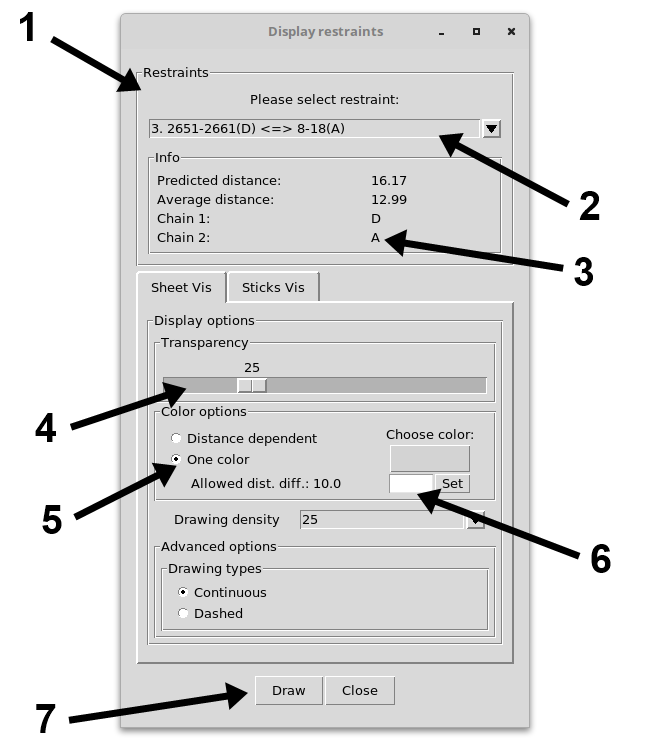 1
Display restraints
Restraints
Please select restraint:
3. 2651-2661(D) <=> 8-18(A)
Info
Predicted distance: 16.17
Average distance: 12.99
Chain 1: D
Chain 2: A
2
3
Sheet Vis Sticks Vis
Display options
Transparency
25
4
Color options
Distance dependent Choose color:
One color
Allowed dist. diff.: 10.0 Set
5
Drawing density 25
6
Advanced options
Drawing types
Continuous
Dashed
Draw Close
7